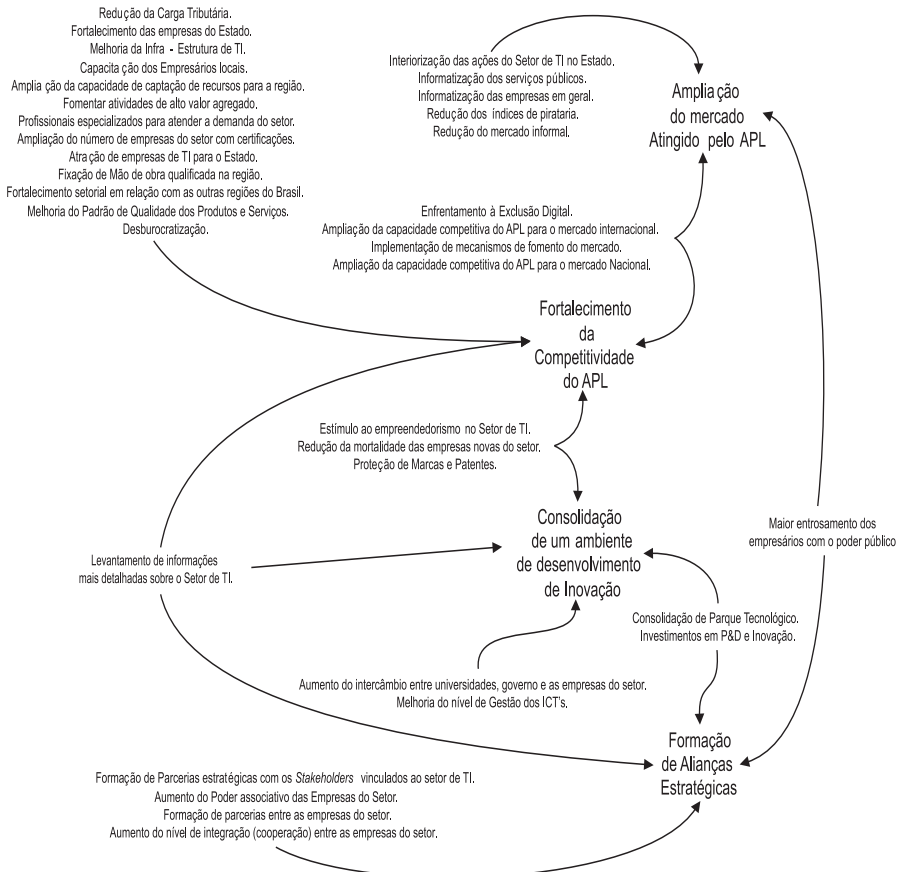 Redução da Carga Tributária.
Fortalecimento das empresas do Estado.
Melhoria da Infra - Estrutura de TI.
Capacita ção dos Empresários locais.
Amplia ção da capacidade de captação de recursos para a região.
Fomentar atividades de alto valor agregado.
Profissionais especializados para atender a demanda do setor.
Ampliação do número de empresas do setor com certificações.
Atração de empresas de TI para o Estado.
Fixação de Mão de obra qualificada na região.
Fortalecimento setorial em relação com as outras regiões do Brasil.
Melhoria do Padrão de Qualidade dos Produtos e Serviços.
Desburocratização.
Interiorização das ações do Setor de TI no Estado.
Informatização dos serviços públicos.
Informatização das empresas em geral.
Redução dos índices de pirataria.
Redução do mercado informal.
Amplia ção
do mercado
Atingido pelo APL
Enfrentamento à Exclusão Digital.
Ampliação da capacidade competitiva do APL para o mercado internacional.
Implementação de mecanismos de fomento do mercado.
Ampliação da capacidade competitiva do APL para o mercado Nacional.
Fortalecimento
da
Competitividade
do APL
Estímulo ao empreendedorismo no Setor de TI.
Redução da mortalidade das empresas novas do setor.
Proteção de Marcas e Patentes.
Consolidação
de um ambiente
de desenvolvimento
de Inovação
Maior entrosamento dos
empresários com o poder público
Levantamento de informações
mais detalhadas sobre o Setor de TI.
Consolidação de Parque Tecnológico.
Investimentos em P&D e Inovação.
Aumento do intercâmbio entre universidades, governo e as empresas do setor.
Melhoria do nível de Gestão dos ICT's.
Formação
de Alianças
Estratégicas
Formação de Parcerias estratégicas com os Stakeholders vinculados ao setor de TI.
Aumento do Poder associativo das Empresas do Setor.
Formação de parcerias entre as empresas do setor.
Aumento do nível de integração (cooperação) entre as empresas do setor.